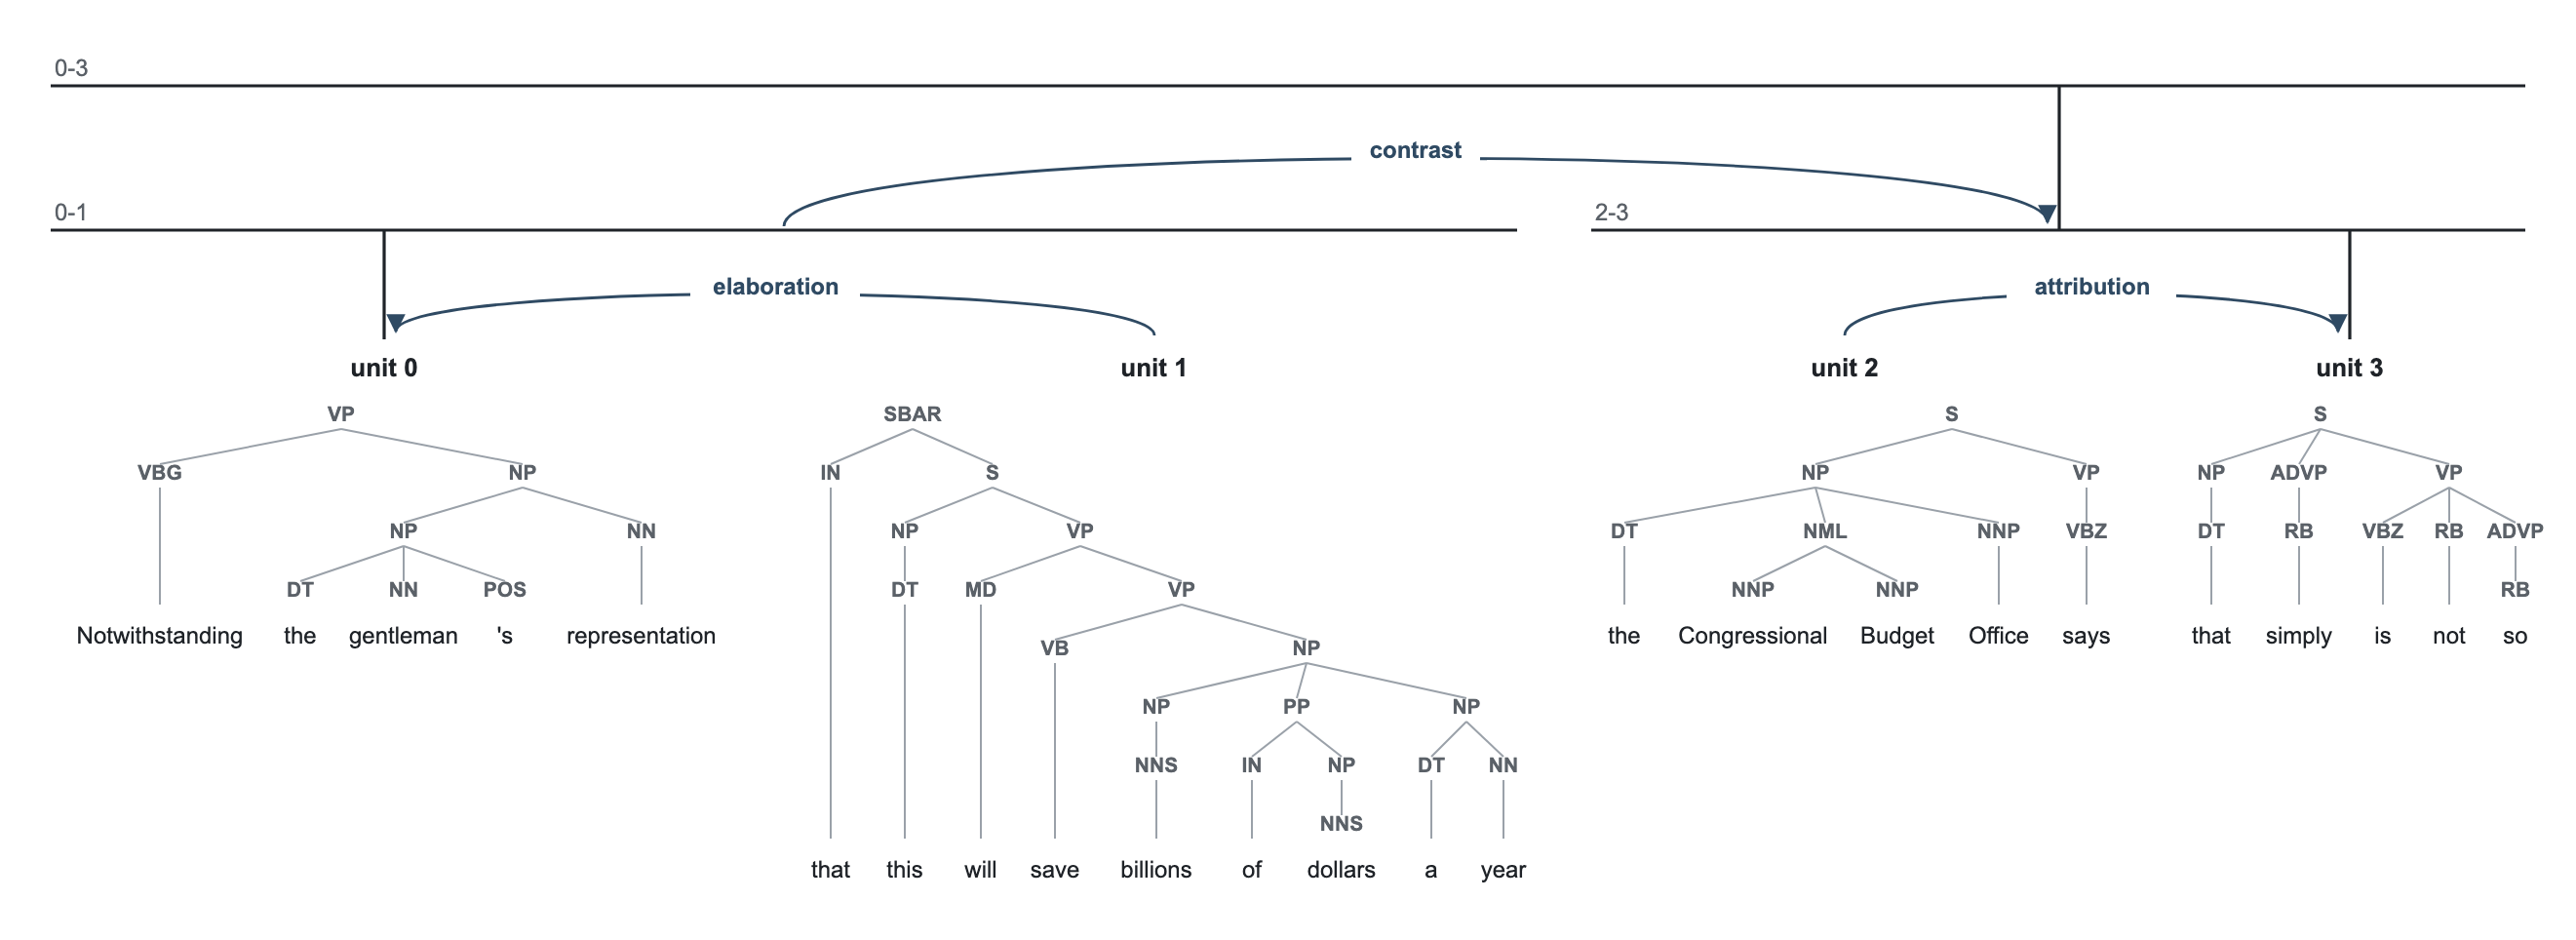 0-3
contrast
0-1 2-3
elaboration attribution
unit 0 unit 1 unit 2 unit 3
VP SBAR S S
VBG NP IN S NP VP NP ADVP VP
NP NN NP VP DT NML NNP VBZ DT RB VBZ RB ADVP
DT NN POS DT MD VP NNP NNP RB
Notwithstanding the gentleman 's representation VB NP the Congressional Budget Office says that simply is not so
NP PP NP
NNS IN NP DT NN
NNS
that this will save billions of dollars a year